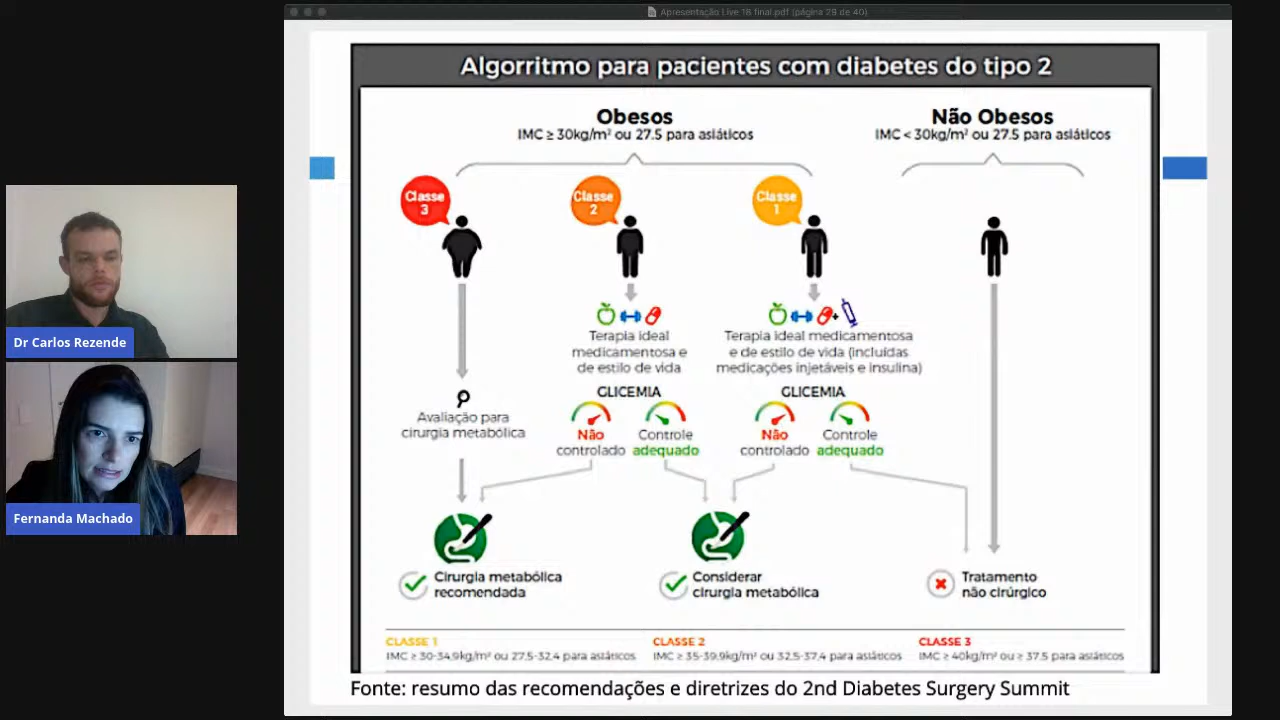 Apresentação Live 18 final.pdf (página 29 de 40)
Algorritmo para pacientes com diabetes do tipo 2
Obesos
IMC ≥ 30kg/m² ou 27.5 para asiáticos
Não Obesos
IMC < 30kg/m² ou 27.5 para asiáticos
Classe
3
Classe
2
Classe
1
Terapia ideal
medicamentosa e
de estilo de vida
Terapia ideal medicamentosa
e de estilo de vida (incluídas
medicações injetáveis e insulina)
Avaliação para
cirurgia metabólica
GLICEMIA
Não
controlado
Controle
adequado
GLICEMIA
Não
controlado
Controle
adequado
Cirurgia metabólica
recomendada
Considerar
cirurgia metabólica
Tratamento
não cirúrgico
CLASSE 1
IMC ≥ 30-34,9kg/m² ou 27.5-32.4 para asiáticos
CLASSE 2
IMC ≥ 35-39.9kg/m² ou 32.5-37.4 para asiáticos
CLASSE 3
IMC ≥ 40kg/m² ou ≥ 37.5 para asiáticos
Fonte: resumo das recomendações e diretrizes do 2nd Diabetes Surgery Summit
Dr Carlos Rezende
Fernanda Machado